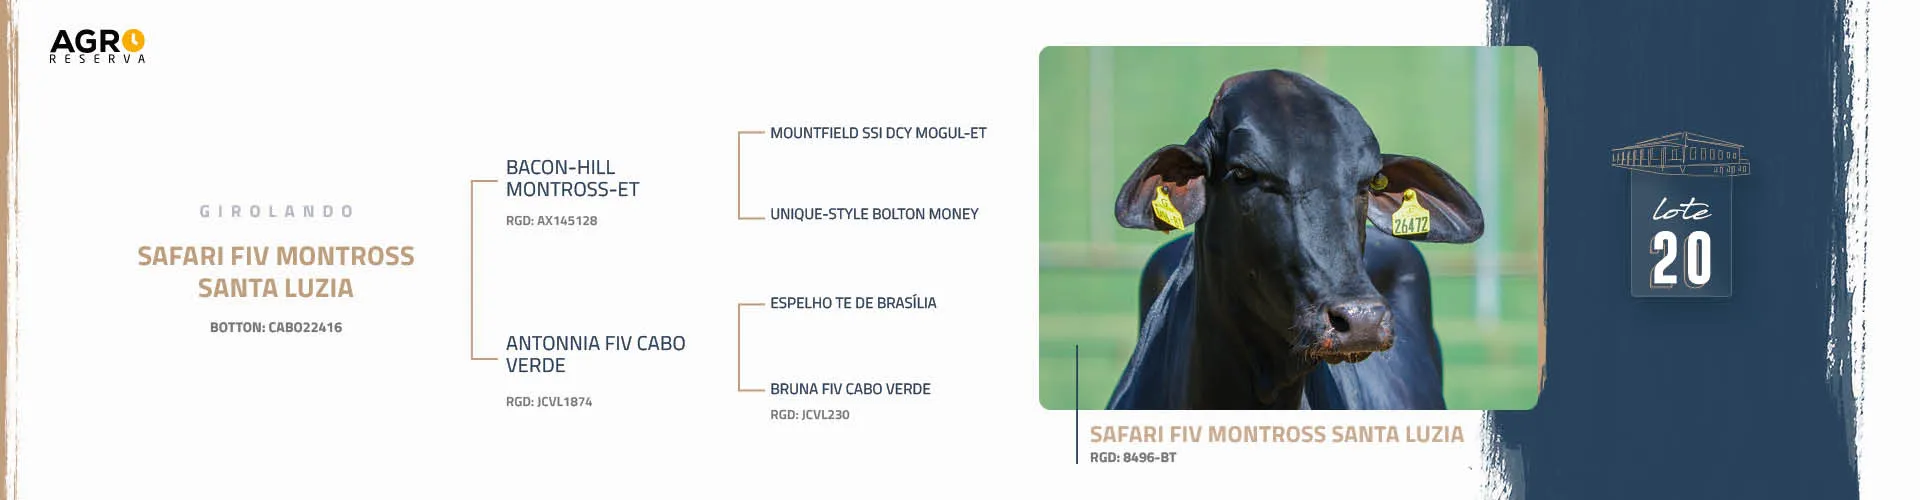 AGRO
RESERVA
GIROLANDO
SAFARI FIV MONTROSS
SANTA LUZIA
BOTTON: CABO22416
BACON-HILL
MONTROSS-ET
RGD: AX145128
ANTONNIA FIV CABO
VERDE
RGD: JCVL1874
MOUNTFIELD SSI DCY MOGUL-ET
UNIQUE-STYLE BOLTON MONEY
ESPELHO TE DE BRASÍLIA
BRUNA FIV CABO VERDE
RGD: JCVL230
26472
SAFARI FIV MONTROSS SANTA LUZIA
RGD: 8496-BT
lote
20